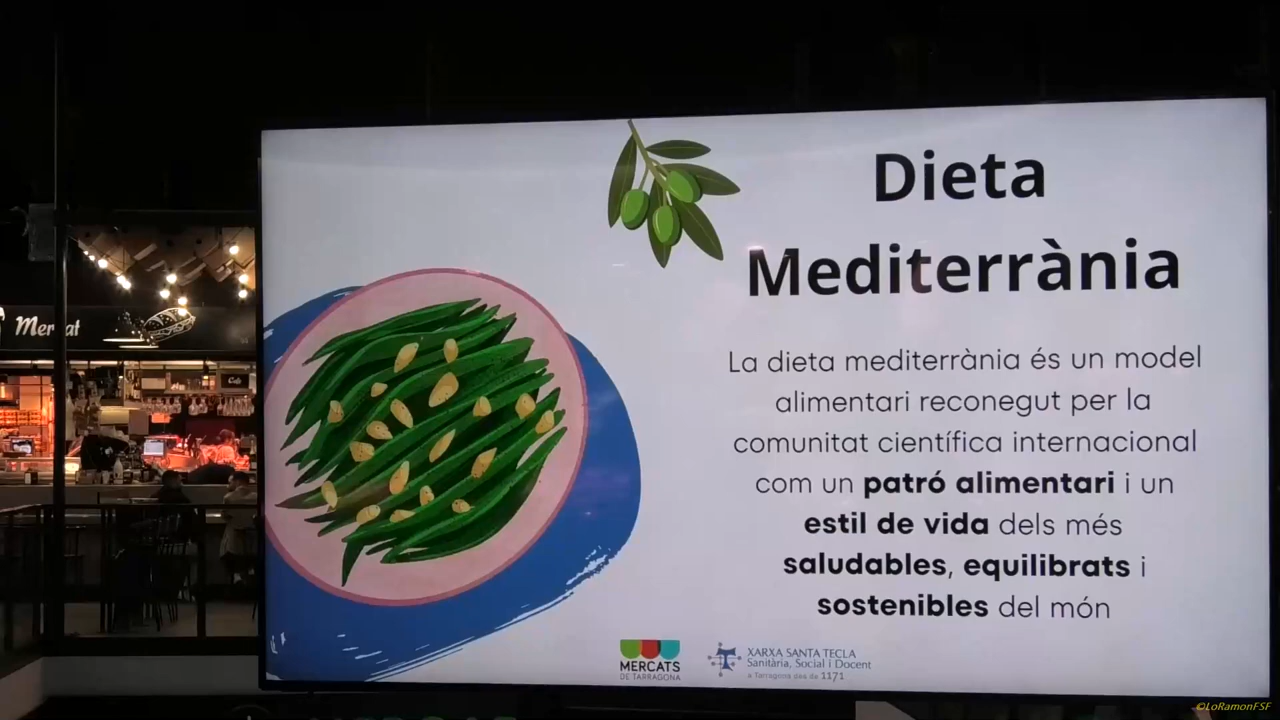 Dieta
Mediterrània
La dieta mediterrània és un model
alimentari reconegut per la
comunitat científica internacional
com un patró alimentari i un
estil de vida dels més
saludables, equilibrats i
sostenibles del món
MERCATS
DE TARRAGONA
XARXA SANTA TECLA
Sanitària, Social i Docent
a Tarragona des de 1171
Mercat
Cafè
©LoRamonFSF